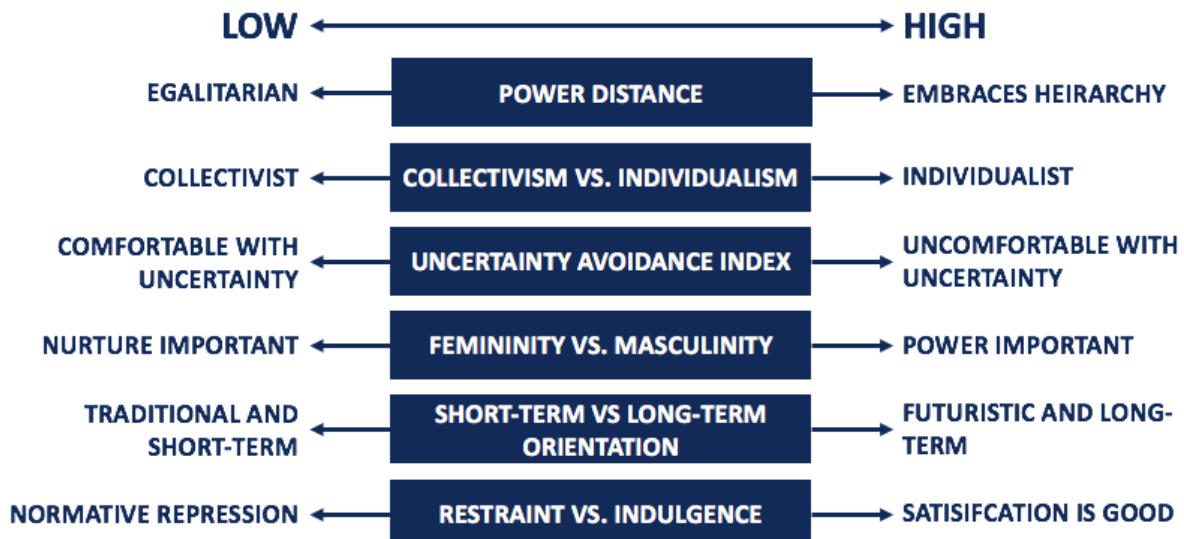 LOW
HIGH
EGALITARIAN
POWER DISTANCE
EMBRACES HEIRARCHY
COLLECTIVIST
COLLECTIVISM VS. INDIVIDUALISM
INDIVIDUALIST
COMFORTABLE WITH
UNCERTAINTY
UNCERTAINTY AVOIDANCE INDEX
UNCOMFORTABLE WITH
UNCERTAINTY
NURTURE IMPORTANT
FEMININITY VS. MASCULINITY
POWER IMPORTANT
TRADITIONAL AND
SHORT-TERM
SHORT-TERM VS LONG-TERM
ORIENTATION
FUTURISTIC AND LONG-
TERM
NORMATIVE REPRESSION
RESTRAINT VS. INDULGENCE
SATISIFCATION IS GOOD